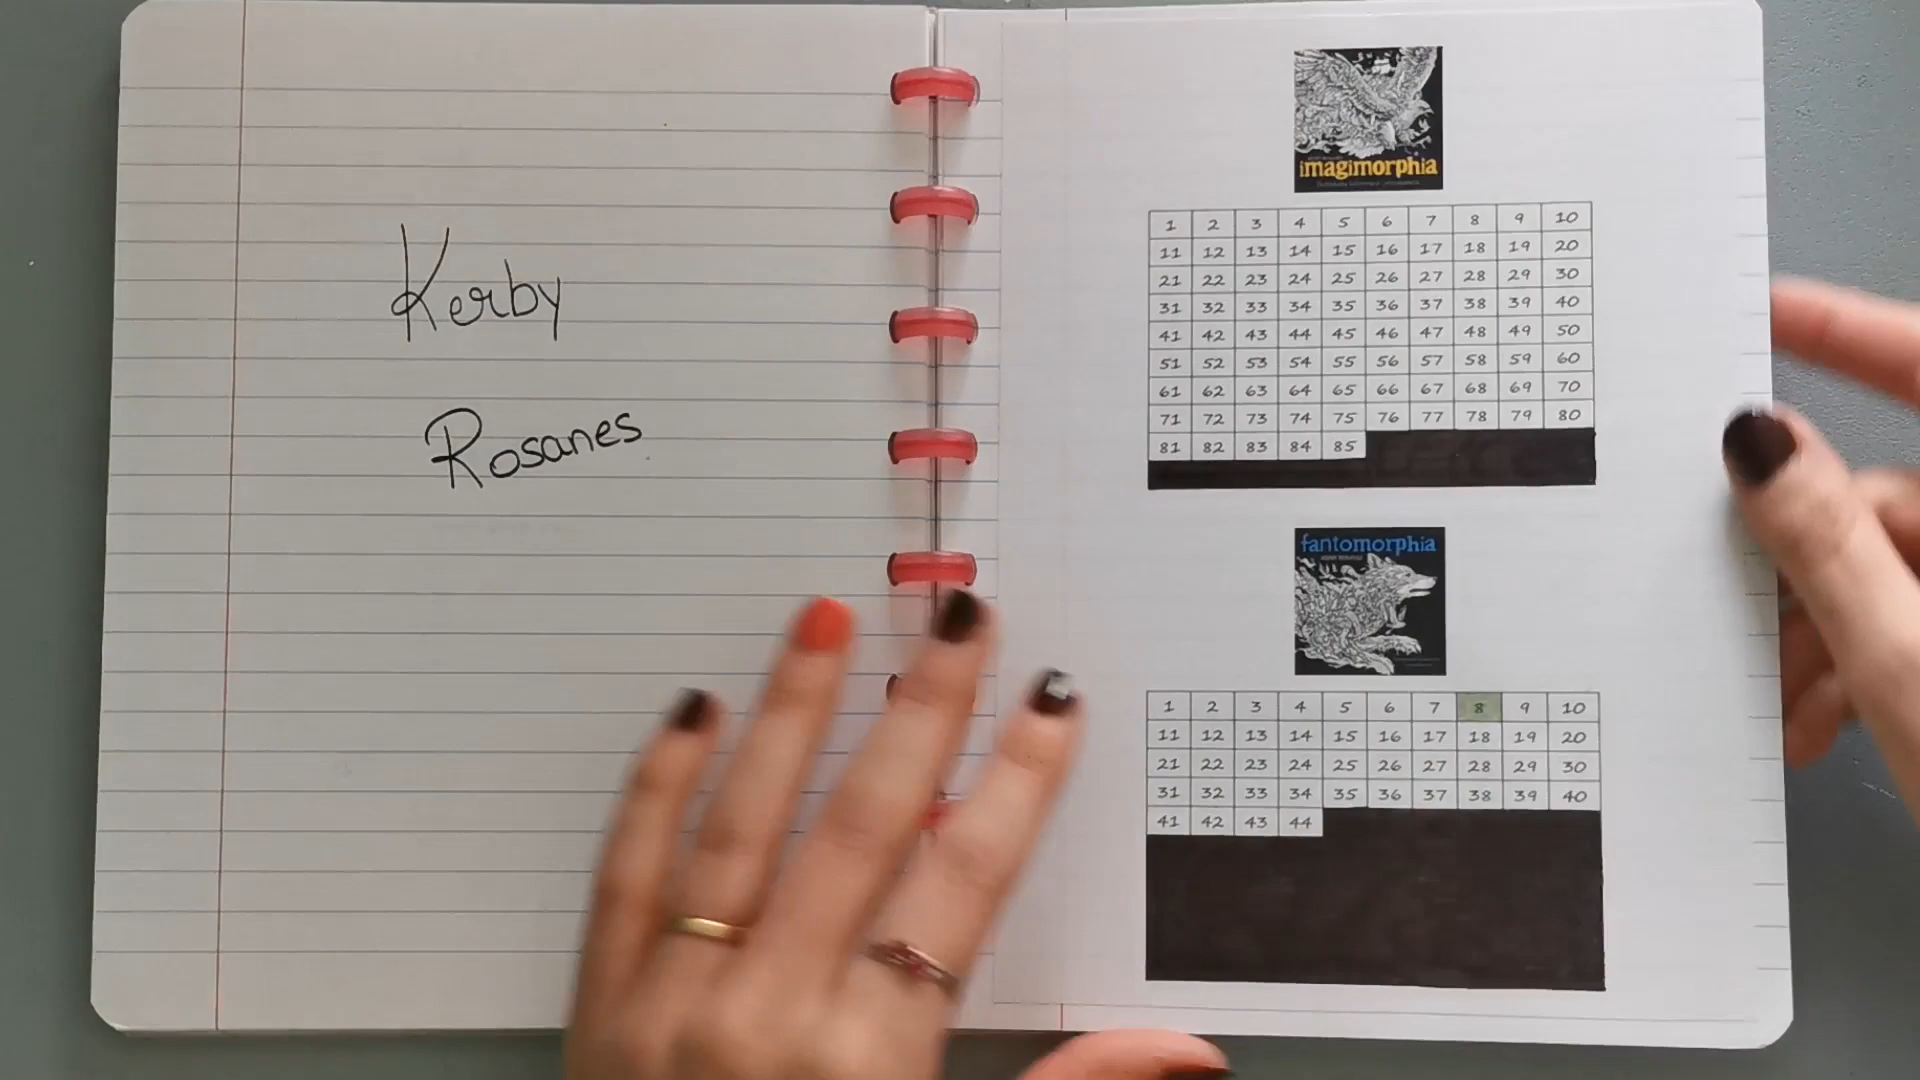 Kerby
Rosanes
imagimorphia
1 2 3 4 5 6 7 8 9 10
11 12 13 14 15 16 17 18 19 20
21 22 23 24 25 26 27 28 29 30
31 32 33 34 35 36 37 38 39 40
41 42 43 44 45 46 47 48 49 50
51 52 53 54 55 56 57 58 59 60
61 62 63 64 65 66 67 68 69 70
71 72 73 74 75 76 77 78 79 80
81 82 83 84 85
fantomorphia
1 2 3 4 5 6 7 8 9 10
11 12 13 14 15 16 17 18 19 20
21 22 23 24 25 26 27 28 29 30
31 32 33 34 35 36 37 38 39 40
41 42 43 44